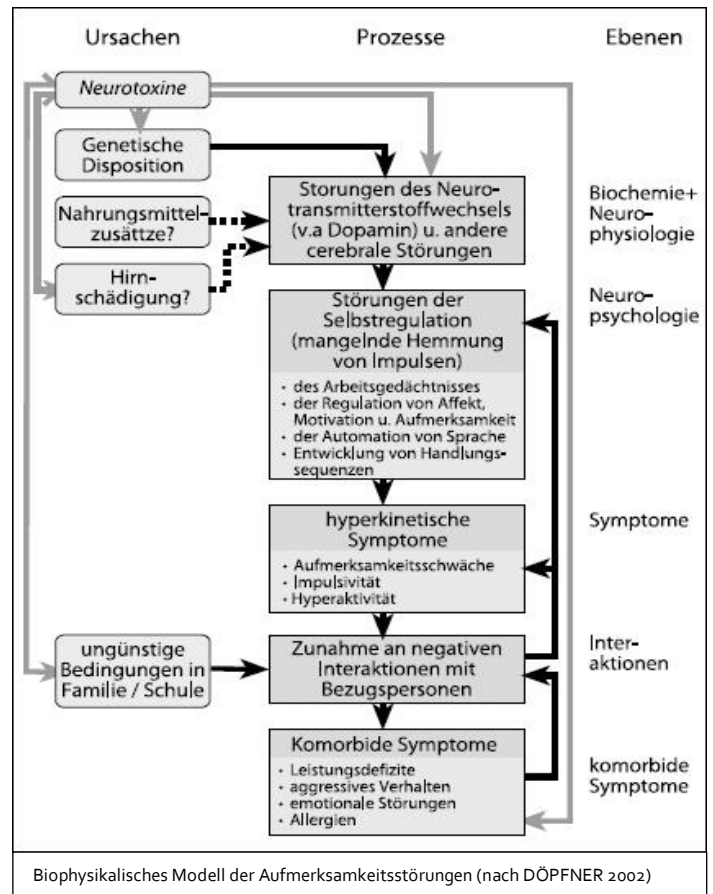 Ursachen
Prozesse
Ebenen
Neurotoxine
Genetische
Disposition
Nahrungsmittel-
zusätze?
Hirn-
schädigung?
Storungen des Neuro-
transmitterstoffwechsels
(v.a Dopamin) u. andere
cerebrale Störungen
Biochemie+
Neuro-
physiologie
Störungen der
Selbstregulation
(mangelnde Hemmung
von Impulsen)
· des Arbeitsgedächtnisses
· der Regulation von Affekt,
Motivation u. Aufmerksamkeit
· der Automation von Sprache
· Entwicklung von Handlungs-
sequenzen
Neuro-
psychologie
hyperkinetische
Symptome
· Aufmerksamkeitsschwäche
· Impulsivität
· Hyperaktivität
Symptome
ungünstige
Bedingungen in
Familie / Schule
Zunahme an negativen
Interaktionen mit
Bezugspersonen
Inter-
aktionen
Komorbide Symptome
· Leistungsdefizite
· aggressives Verhalten
· emotionale Störungen
· Allergien
komorbide
Symptome
Biophysikalisches Modell der Aufmerksamkeitsstörungen (nach DÖPFNER 2002)